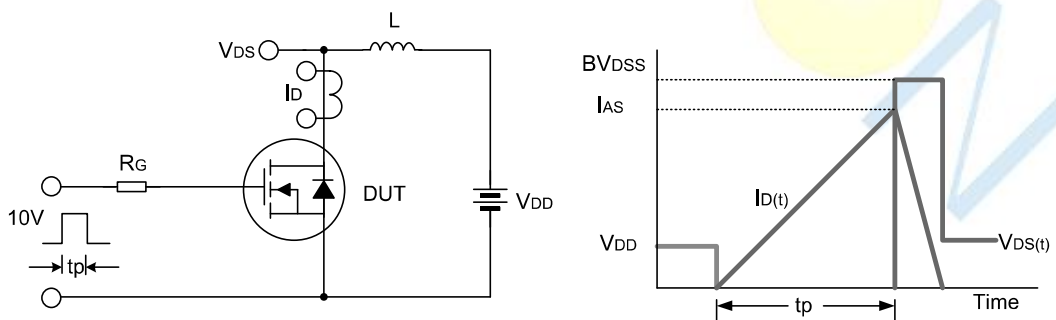 L
VDS
ID
RG
DUT
VDD
10V
tp
BVDSS
IAS
ID(t)
VDD
VDS(t)
tp
Time